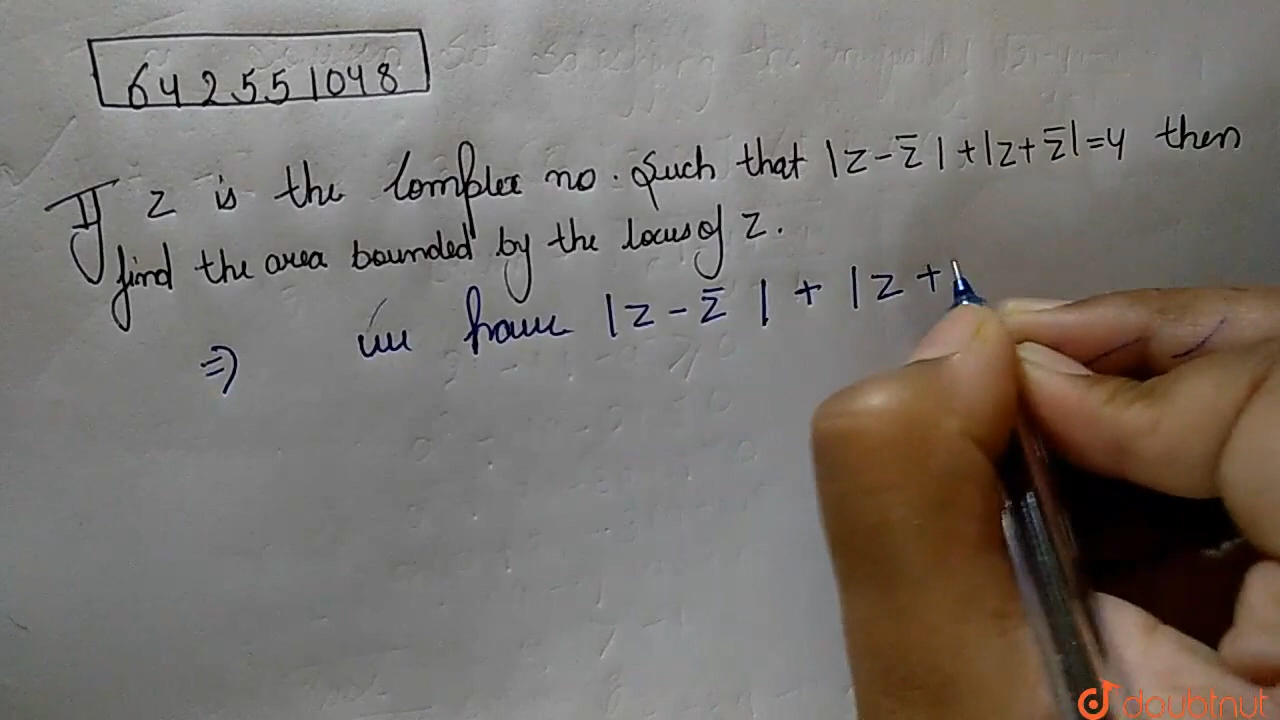 642551048
If z is the complex no. such that |z-z̄|+|z+z̄|=4 then
find the area bounded by the locus of z.
⇒ we have |z-z̄| + |z+
doubtnut